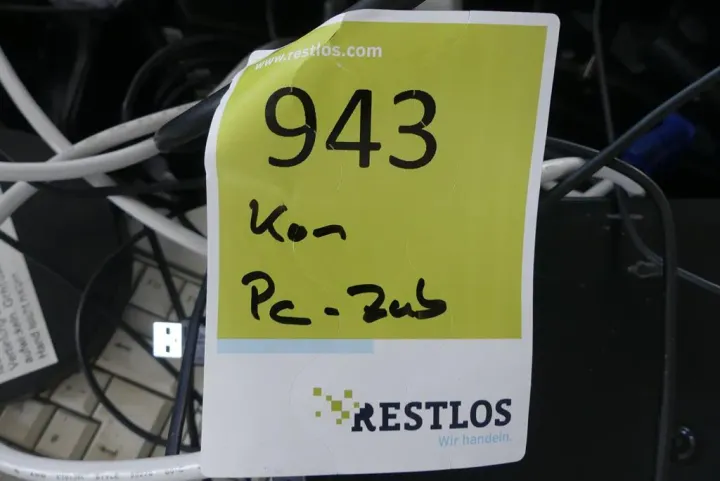 www.restlos.com
943
Kon
Pc-Zub
RESTLOS
Wir handeln.